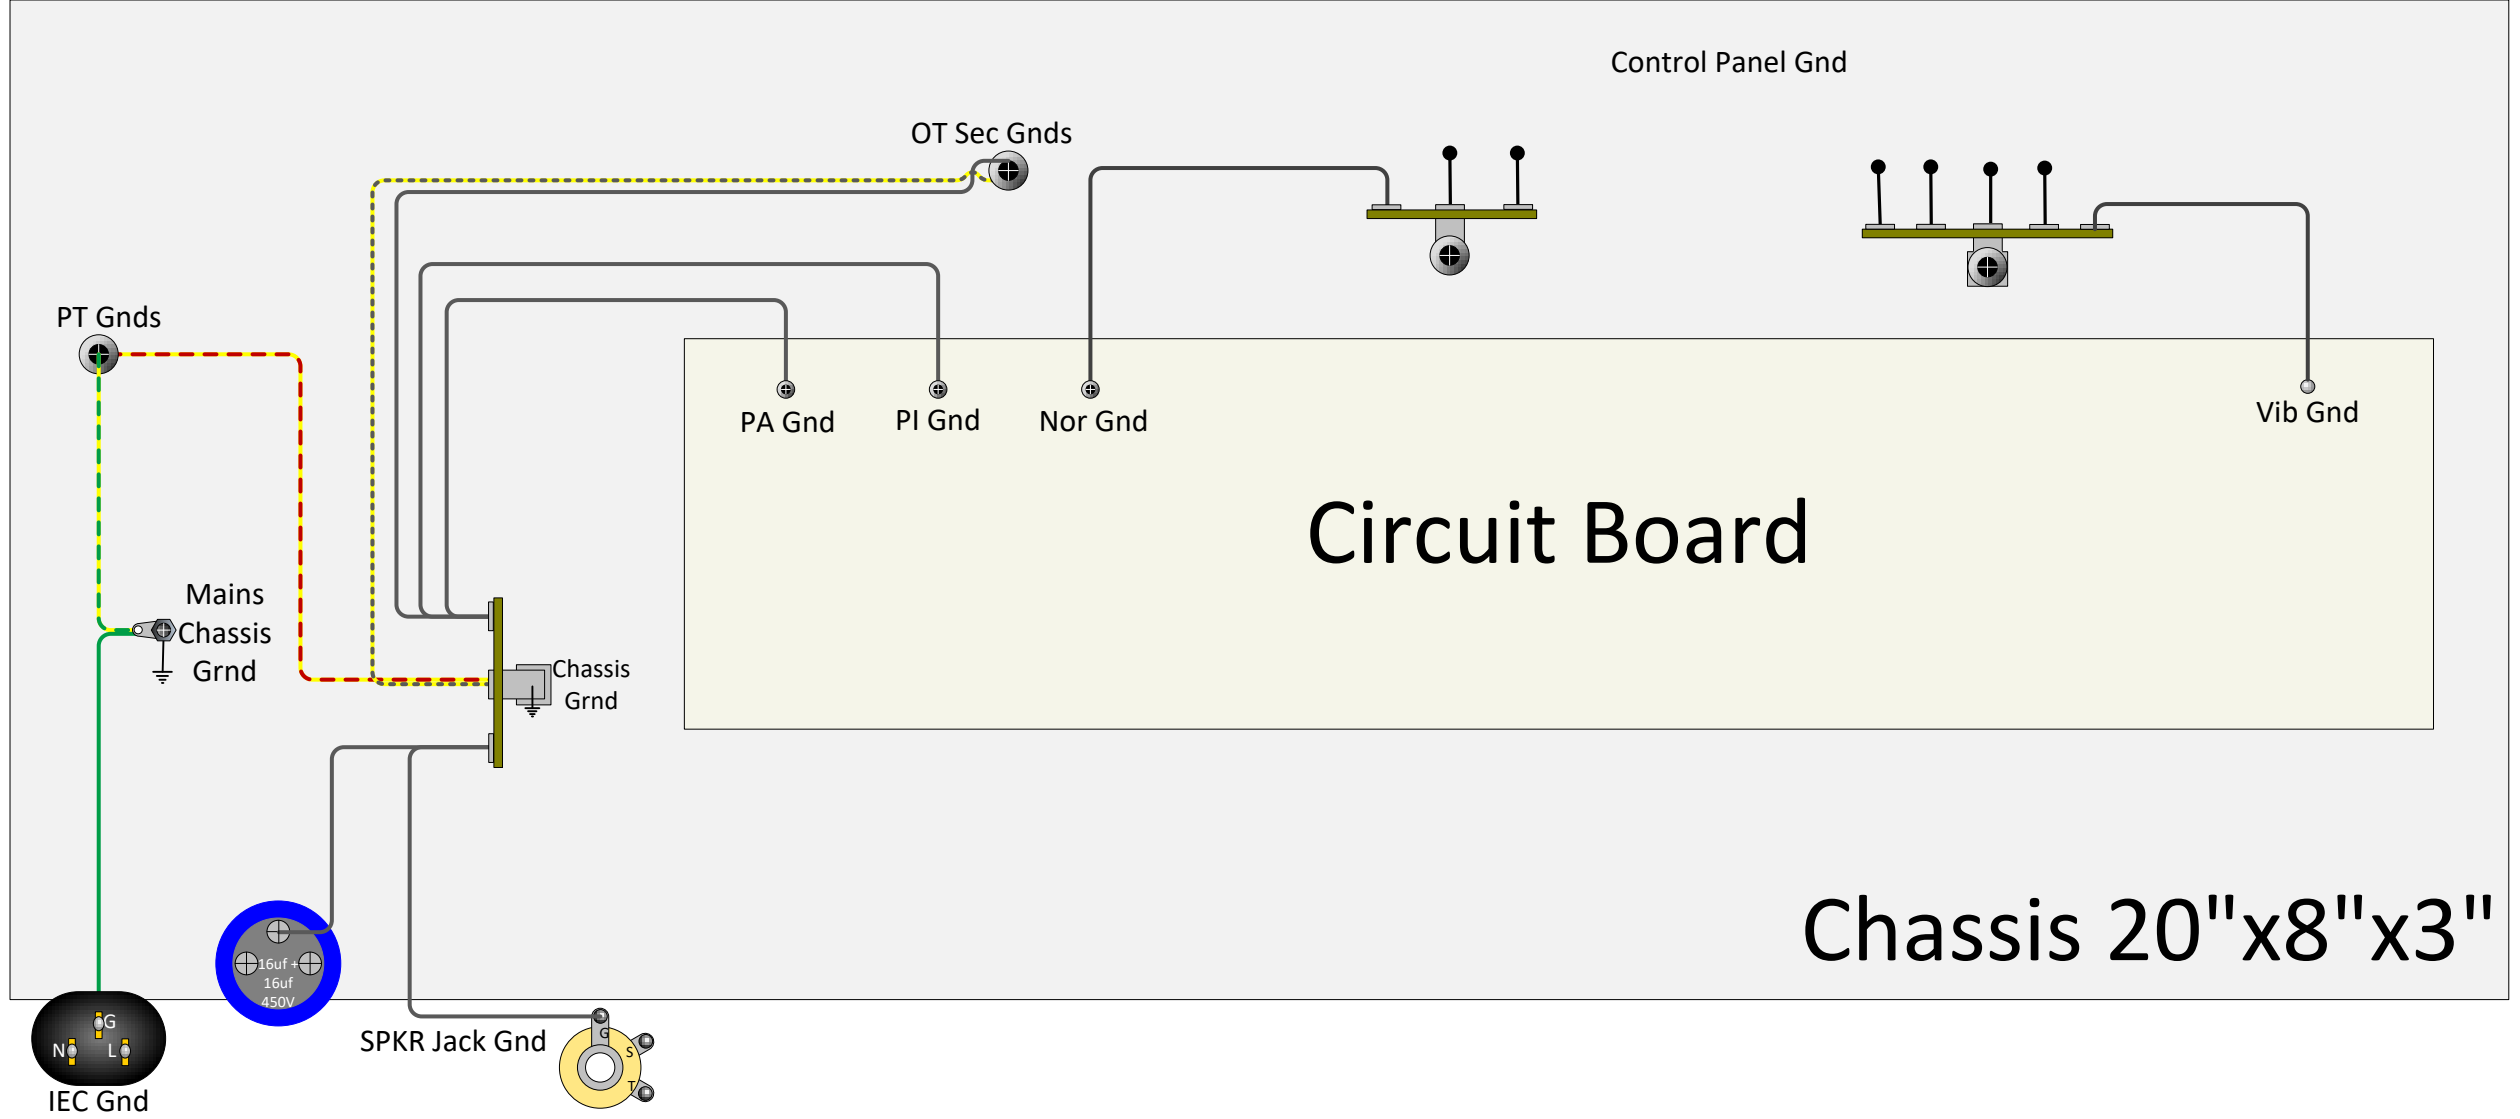 Control Panel Gnd
OT Sec Gnds
PT Gnds
PA Gnd
PI Gnd
Nor Gnd
Vib Gnd
Circuit Board
Mains
Chassis
Grnd
Chassis
Grnd
Chassis 20"x8"x3"
16uf +
16uf
450V
G
N
L
IEC Gnd
SPKR Jack Gnd
G
S
T